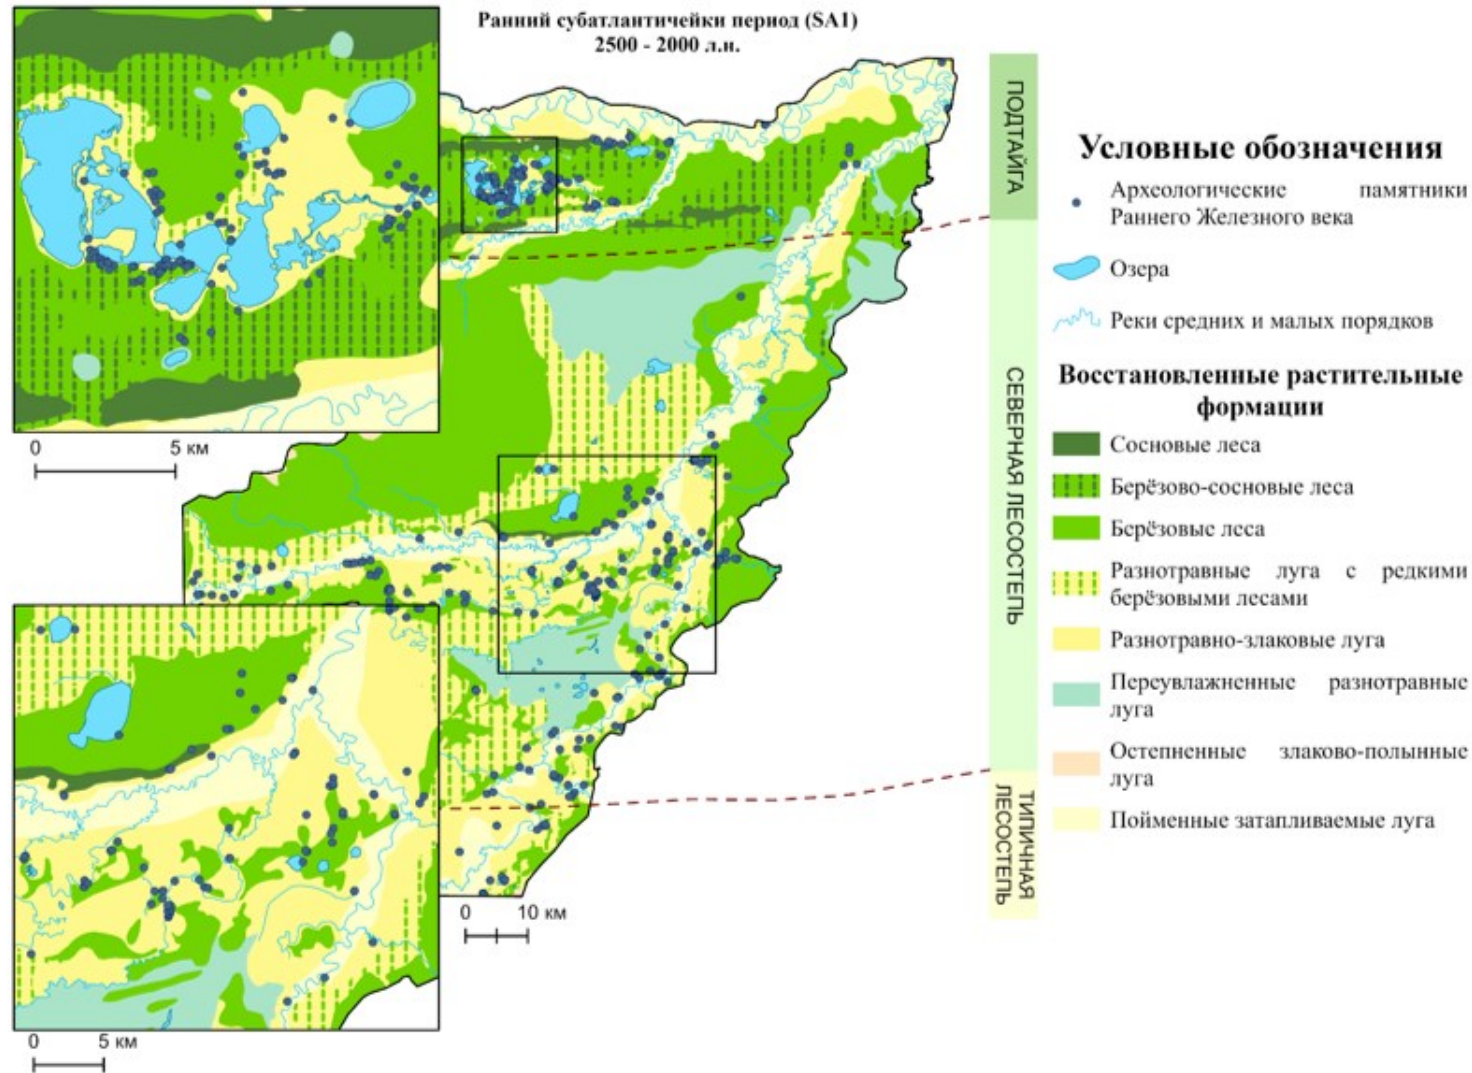 Ранний субатлантичейки период (SA1)
2500 - 2000 л.н.
0 5 км
0 5 км
0 10 км
ПОДТАЙГА
СЕВЕРНАЯ ЛЕСОСТЕПЬ
ТИПИЧНАЯ
ЛЕСОСТЕПЬ
Условные обозначения
Археологические памятники
Раннего Железного века
Озера
Реки средних и малых порядков
Восстановленные растительные
формации
Сосновые леса
Берёзово-сосновые леса
Берёзовые леса
Разнотравные луга с редкими
берёзовыми лесами
Разнотравно-злаковые луга
Переувлажненные разнотравные
луга
Остепненные злаково-полынные
луга
Пойменные затапливаемые луга